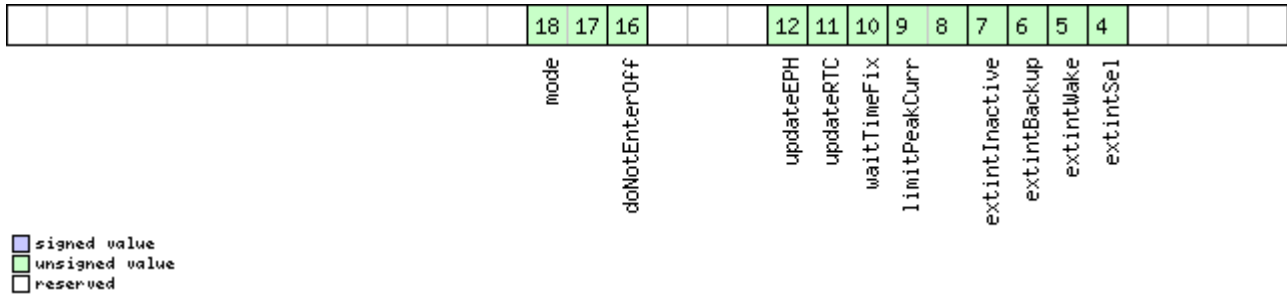 18 17 16 12 11 10 9 8 7 6 5 4
mode
doNotEnterOff
updateEPH
updateRTC
waitTimeFix
limitPeakCurr
extintInactive
extintBackup
extintWake
extintSel
signed value
unsigned value
reserved